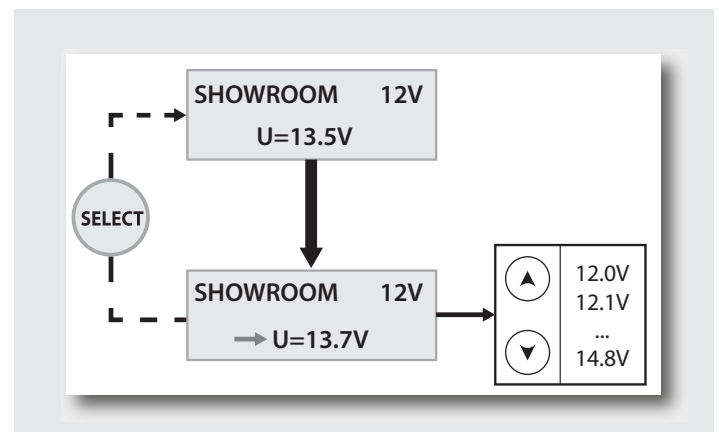 SHOWROOM 12V
U=13.5V
SELECT
SHOWROOM 12V
U=13.7V
12.0V
12.1V
...
14.8V